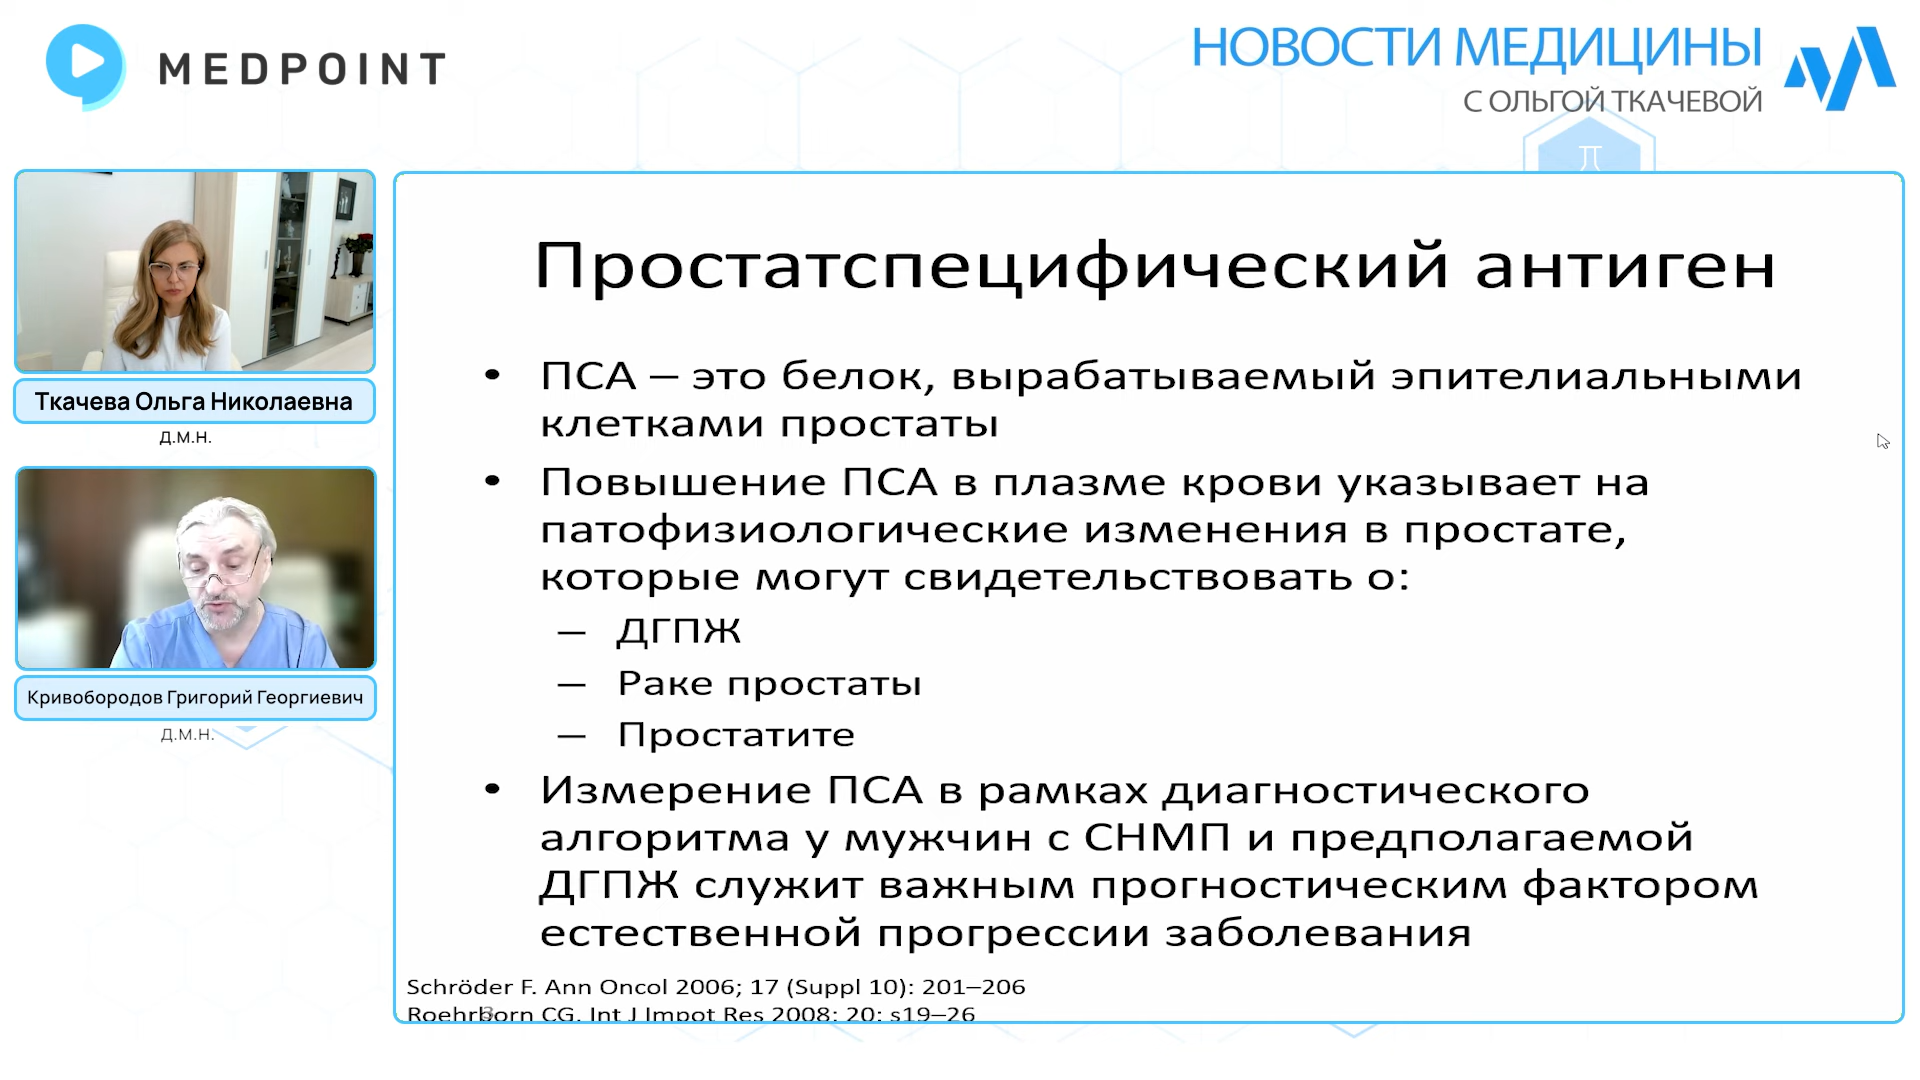 MEDPOINT
НОВОСТИ МЕДИЦИНЫ
С ОЛЬГОЙ ТКАЧЕВОЙ
Ткачева Ольга Николаевна
д.м.н.
Кривобородов Григорий Георгиевич
д.м.н.
Простатспецифический антиген
• ПСА – это белок, вырабатываемый эпителиальными
клетками простаты
• Повышение ПСА в плазме крови указывает на
патофизиологические изменения в простате,
которые могут свидетельствовать о:
– ДГПЖ
– Раке простаты
– Простатите
• Измерение ПСА в рамках диагностического
алгоритма у мужчин с СНМП и предполагаемой
ДГПЖ служит важным прогностическим фактором
естественной прогрессии заболевания
Schröder F. Ann Oncol 2006; 17 (Suppl 10): 201–206
Roehrborn CG. Int J Impot Res 2008; 20: s19–26